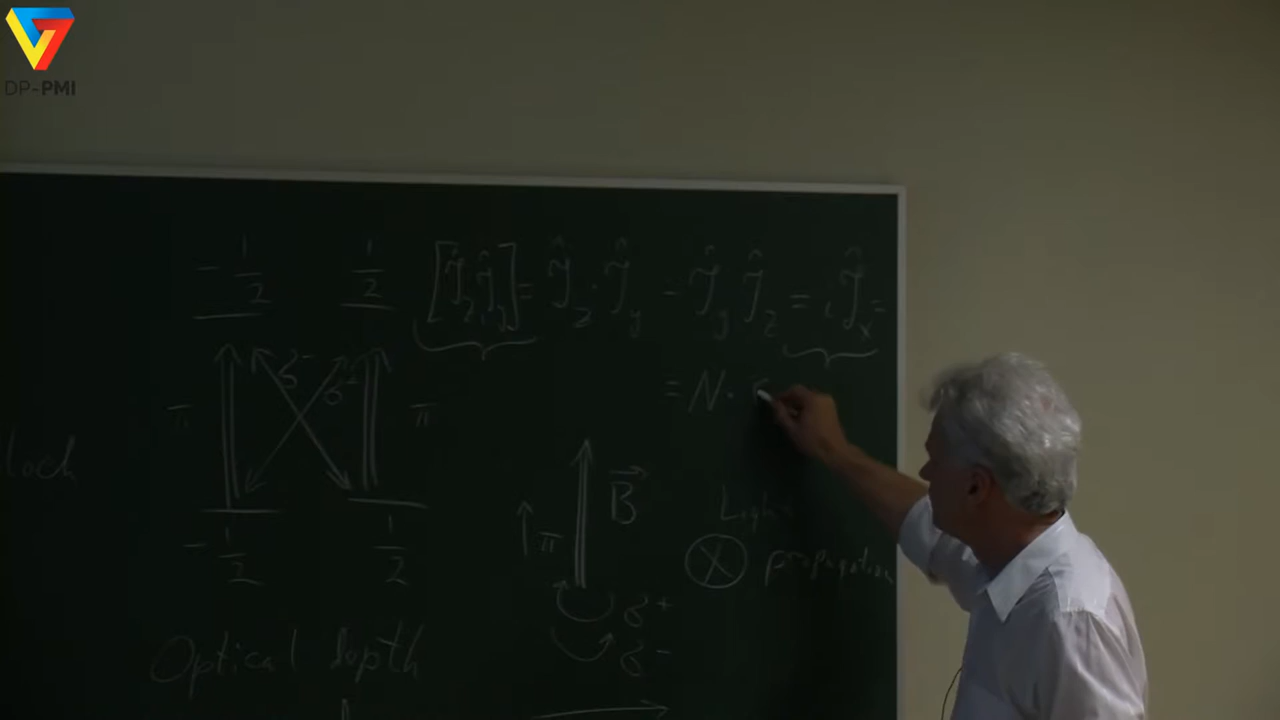 DP-PMI
-1/2 1/2 [Ĵz, Ĵy] = Ĵz · Ĵy - Ĵy Ĵz = iĴx =
σ- σ+
= N ·
π π
lock
B
Light
π
-1/2 1/2
propagation
σ+
σ-
Optical depth